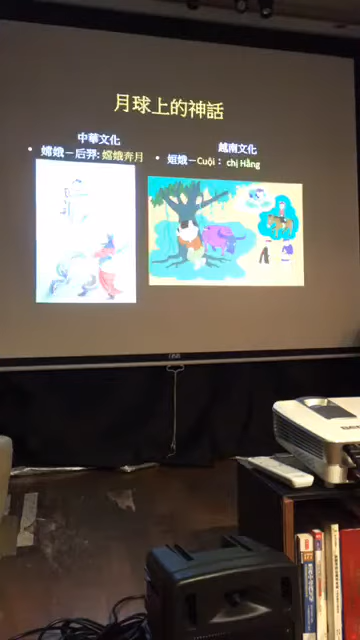 月球上的神話
中華文化
• 嫦娥－后羿: 嫦娥奔月
越南文化
• 姮娥－Cuội： chị Hằng